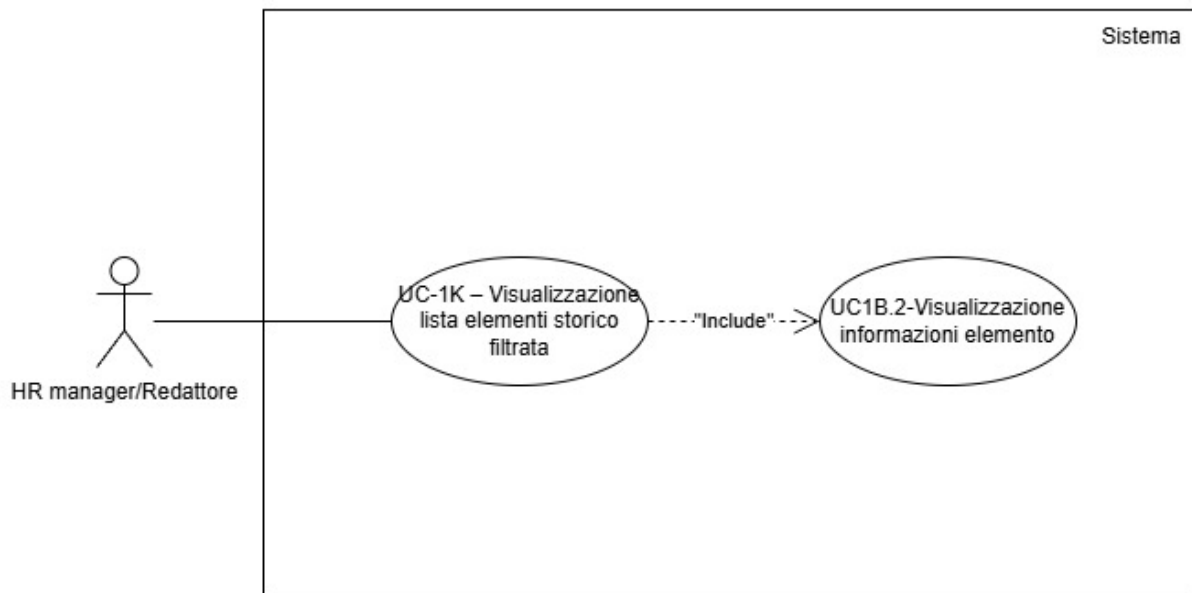 Sistema
UC-1K – Visualizzazione
lista elementi storico
filtrata
"Include"
UC1B.2-Visualizzazione
informazioni elemento
HR manager/Redattore